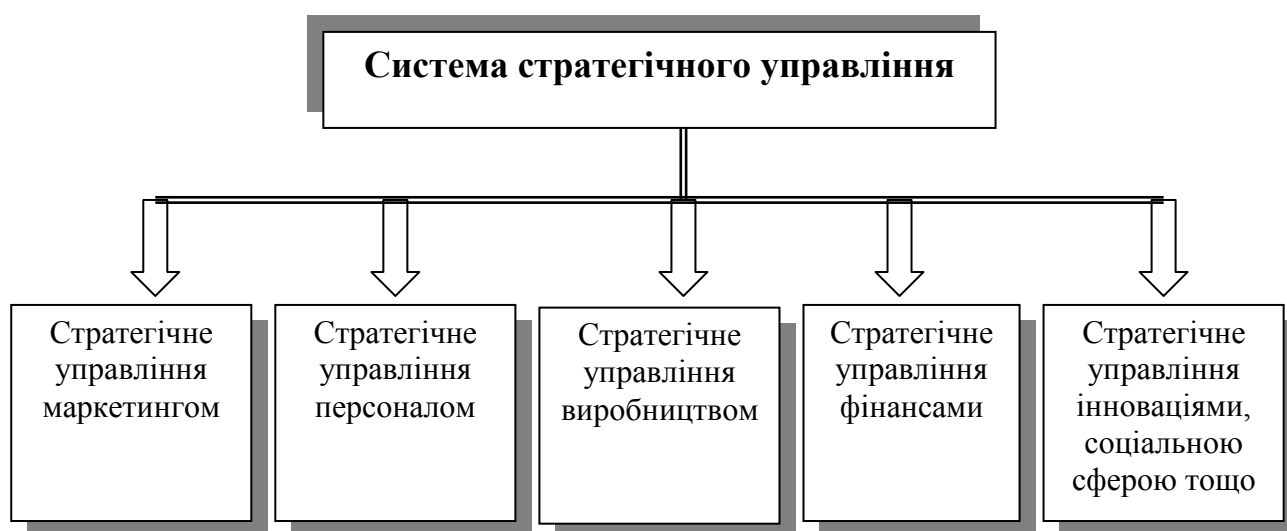 Система стратегічного управління
Стратегічне
управління
маркетингом
Стратегічне
управління
персоналом
Стратегічне
управління
виробництвом
Стратегічне
управління
фінансами
Стратегічне
управління
інноваціями,
соціальною
сферою тощо